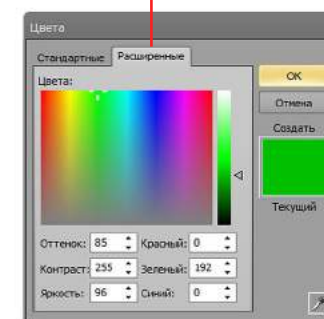 Цвета
Стандартные Расширенные
Цвета:
OK
Отмена
Создать
Текущий
Оттенок: 85 Красный: 0
Контраст: 255 Зеленый: 192
Яркость: 96 Синий: 0